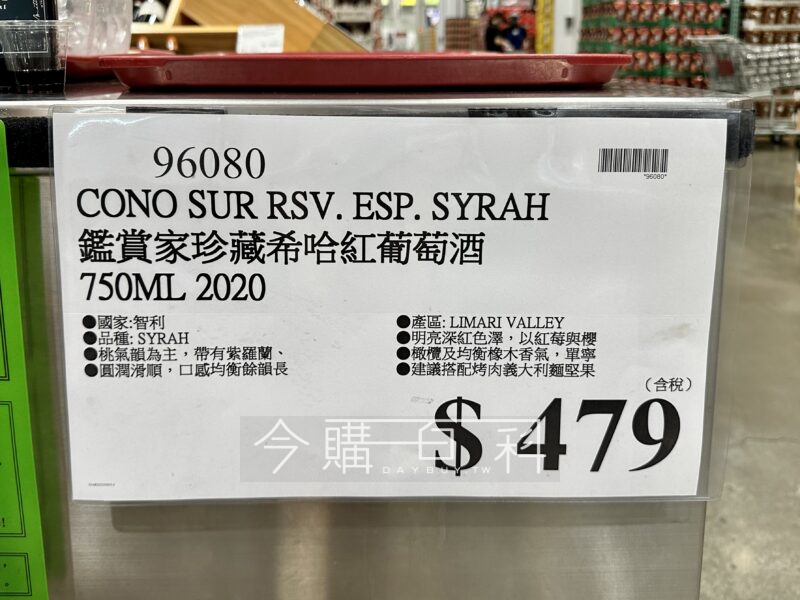 96080
*96080*
CONO SUR RSV. ESP. SYRAH
鑑賞家珍藏希哈紅葡萄酒
750ML 2020
●國家:智利
●產區: LIMARI VALLEY
●品種: SYRAH
●明亮深紅色澤，以紅莓與櫻
●桃氣韻為主，帶有紫羅蘭、
●橄欖及均衡橡木香氣，單寧
●圓潤滑順，口感均衡餘韻長
●建議搭配烤肉義大利麵堅果
(含稅)
$ 479
今購百科
DAYBUY.TW